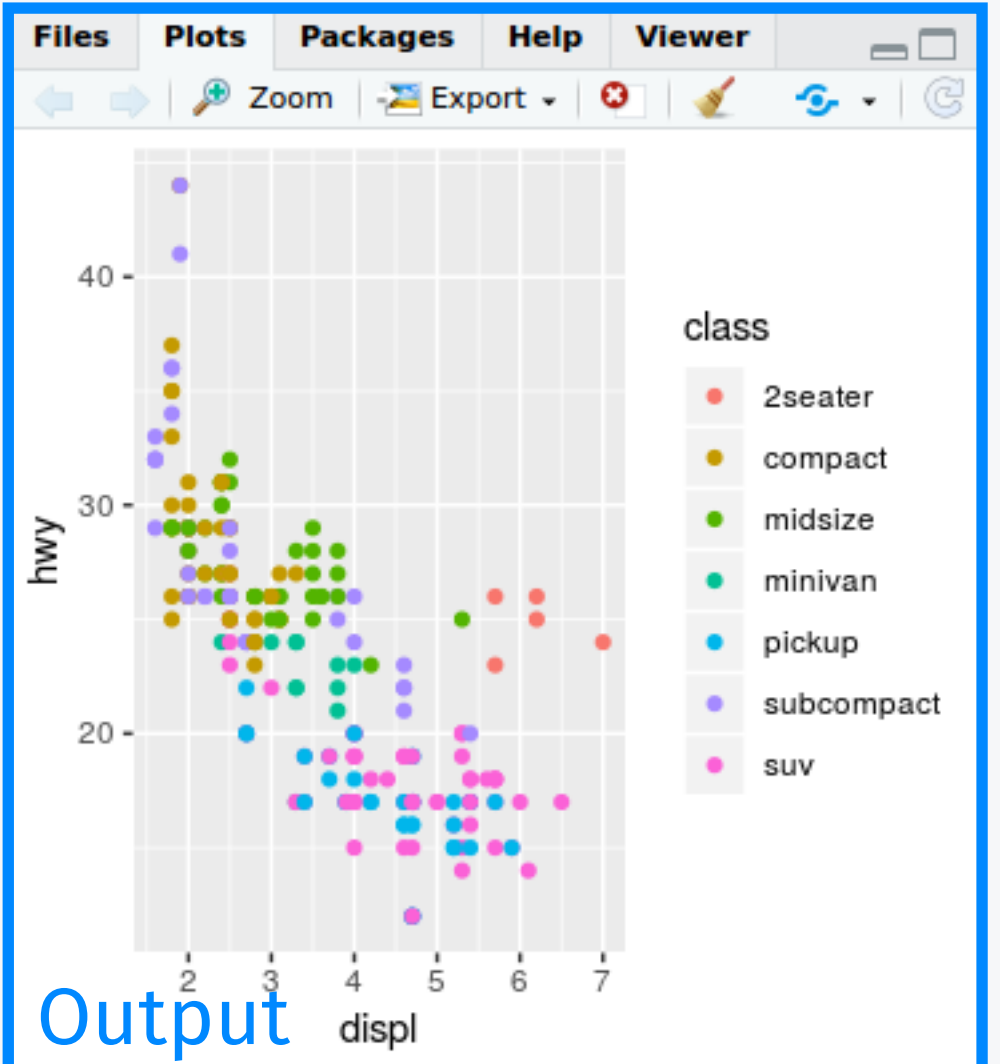 Files Plots Packages Help Viewer
Zoom Export
40
30
20
hwy
2 3 4 5 6 7
displ
class
2seater
compact
midsize
minivan
pickup
subcompact
suv
Output